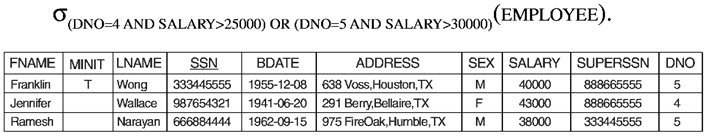 σ(DNO=4 AND SALARY>25000) OR (DNO=5 AND SALARY>30000)(EMPLOYEE).
FNAME MINIT LNAME SSN BDATE ADDRESS SEX SALARY SUPERSSN DNO
Franklin T Wong 333445555 1955-12-08 638 Voss,Houston,TX M 40000 888665555 5
Jennifer Wallace 987654321 1941-06-20 291 Berry,Bellaire,TX F 43000 888665555 4
Ramesh Narayan 666884444 1962-09-15 975 FireOak,Humble,TX M 38000 333445555 5